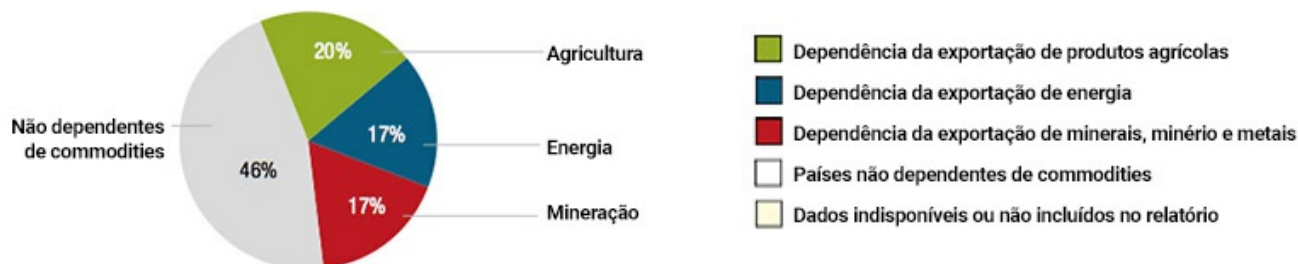 20%
Agricultura
17%
Energia
17%
Mineração
Não dependentes
de commodities
46%
Dependência da exportação de produtos agrícolas
Dependência da exportação de energia
Dependência da exportação de minerais, minério e metais
Países não dependentes de commodities
Dados indisponíveis ou não incluídos no relatório